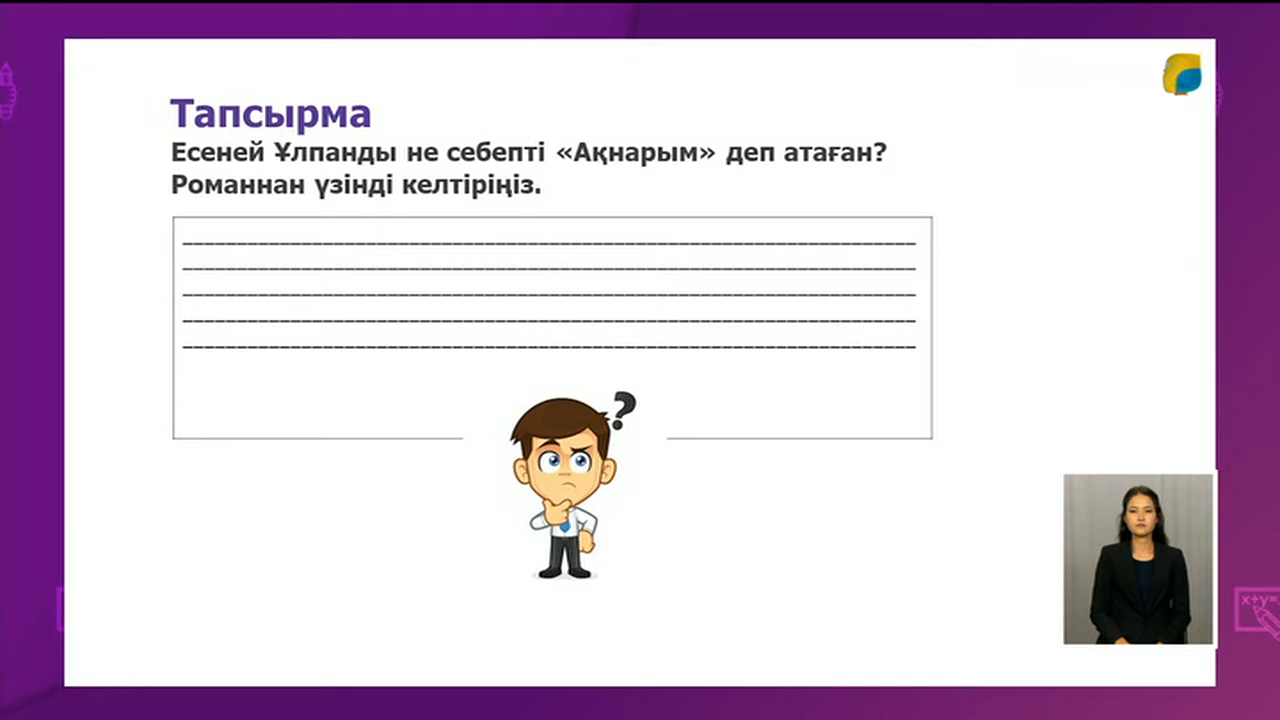 Тапсырма
Есеней Ұлпанды не себепті «Ақнарым» деп атаған?
Романнан үзінді келтіріңіз.
?
x+y=